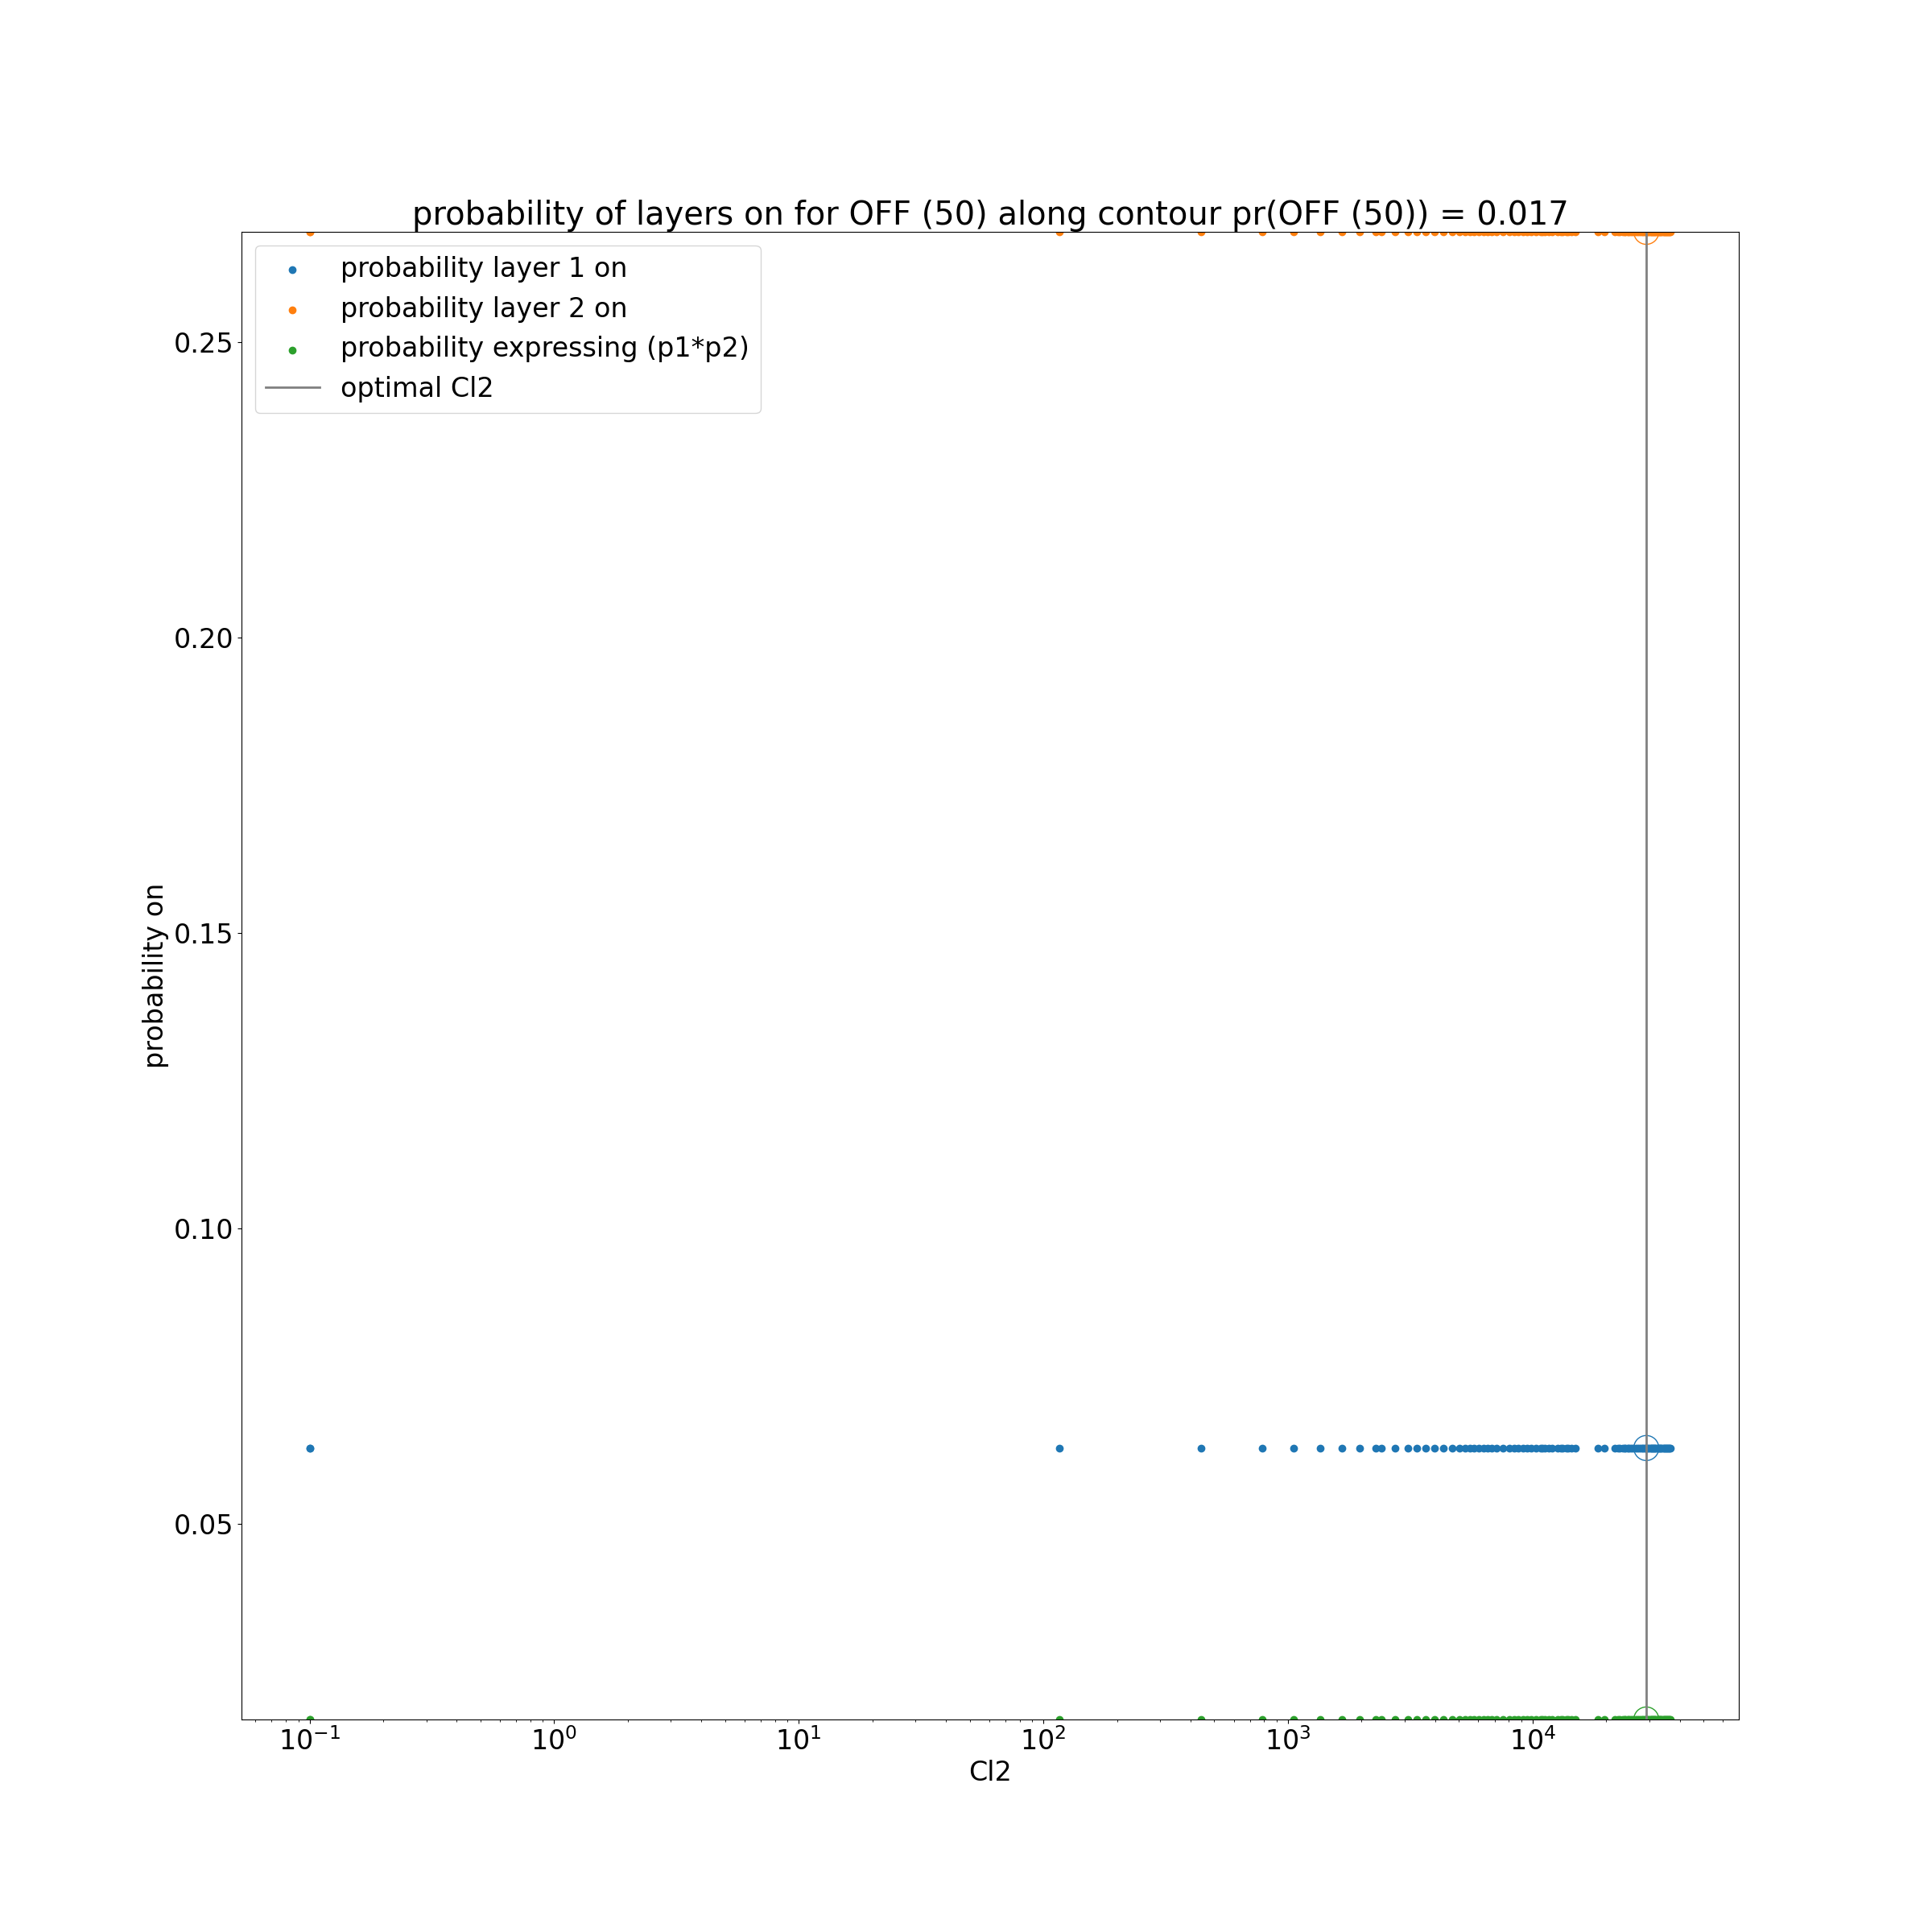 probability of layers on for OFF (50) along contour pr(OFF (50)) = 0.017
probability layer 1 on
probability layer 2 on
probability expressing (p1*p2)
optimal Cl2
0.25
0.20
0.15
0.10
0.05
probability on
10⁻¹ 10⁰ 10¹ 10² 10³ 10⁴
Cl2